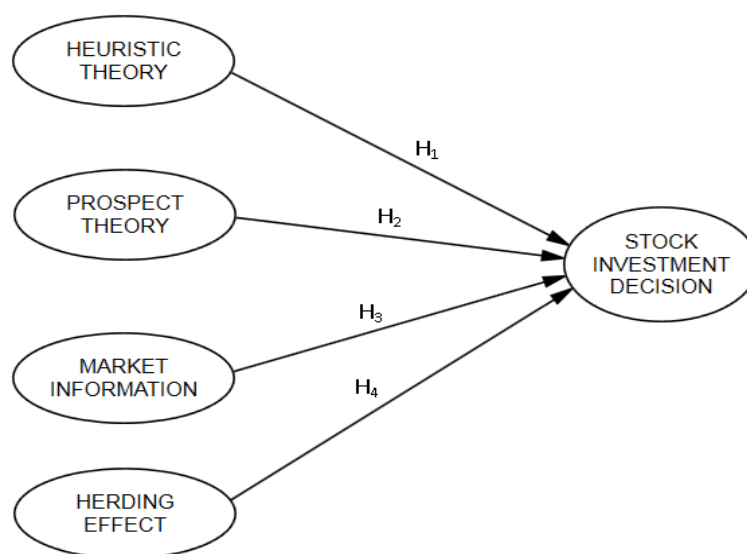 HEURISTIC
THEORY
H₁
PROSPECT
THEORY
H₂
STOCK
INVESTMENT
DECISION
H₃
MARKET
INFORMATION
H₄
HERDING
EFFECT